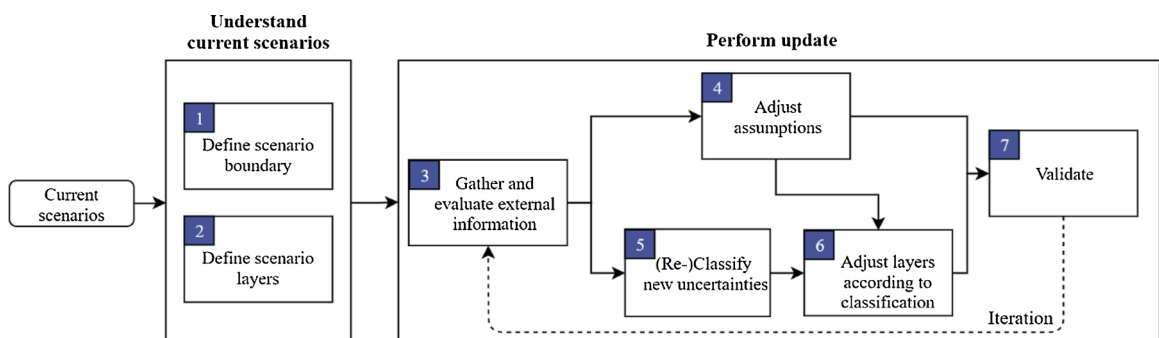 Understand
current scenarios
Perform update
Current
scenarios
1
Define scenario
boundary
2
Define scenario
layers
3
Gather and
evaluate external
information
4
Adjust
assumptions
5
(Re-)Classify
new uncertainties
6
Adjust layers
according to
classification
7
Validate
Iteration